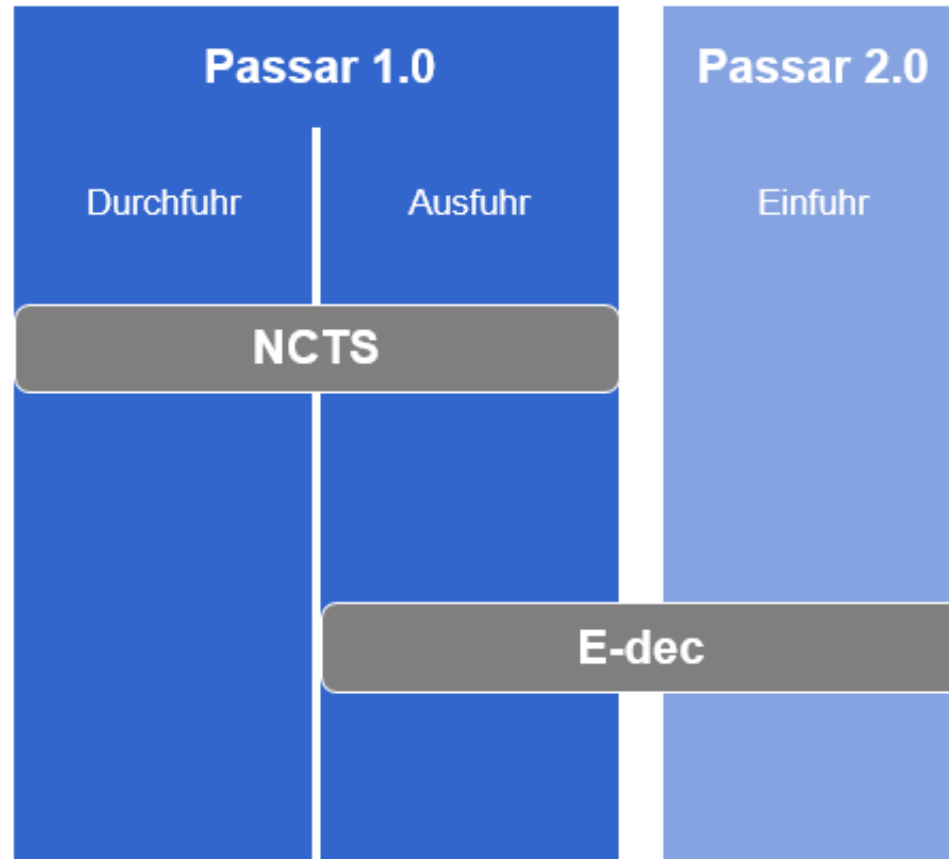 Passar 1.0
Passar 2.0
Durchfuhr
Ausfuhr
Einfuhr
NCTS
E-dec